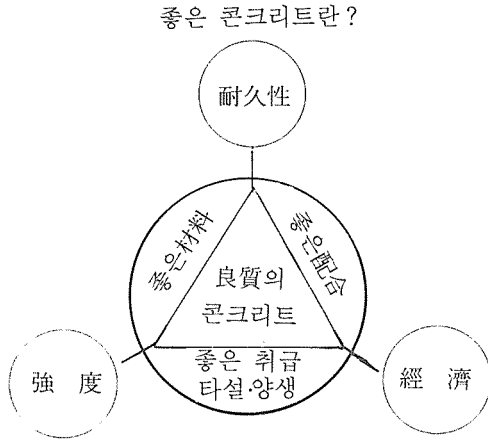 좋은 콘크리트란?
耐久性
좋은材料
좋은配合
良質의
콘크리트
좋은 취급
타설·양생
強 度
經 濟